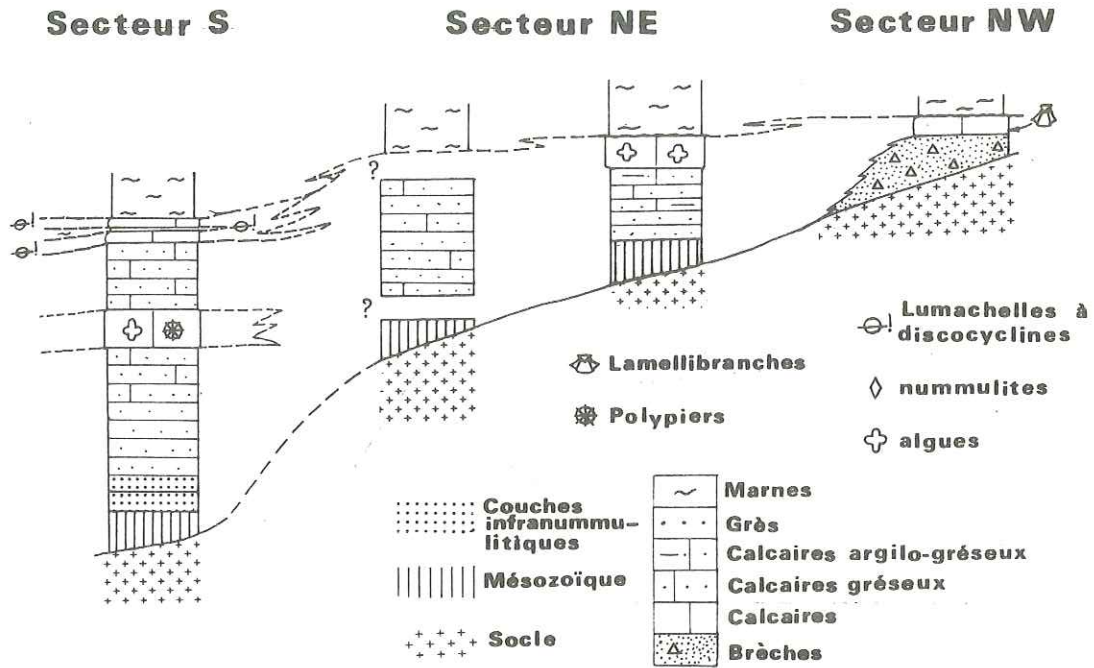 Secteur S
Secteur NE
Secteur NW
?
?
Lamellibranches
Polypiers
Lumachelles à
discocyclines
nummulites
algues
Couches
infranummu-
litiques
Mésozoïque
Socle
Marnes
Grès
Calcaires argilo-gréseux
Calcaires gréseux
Calcaires
Brèches